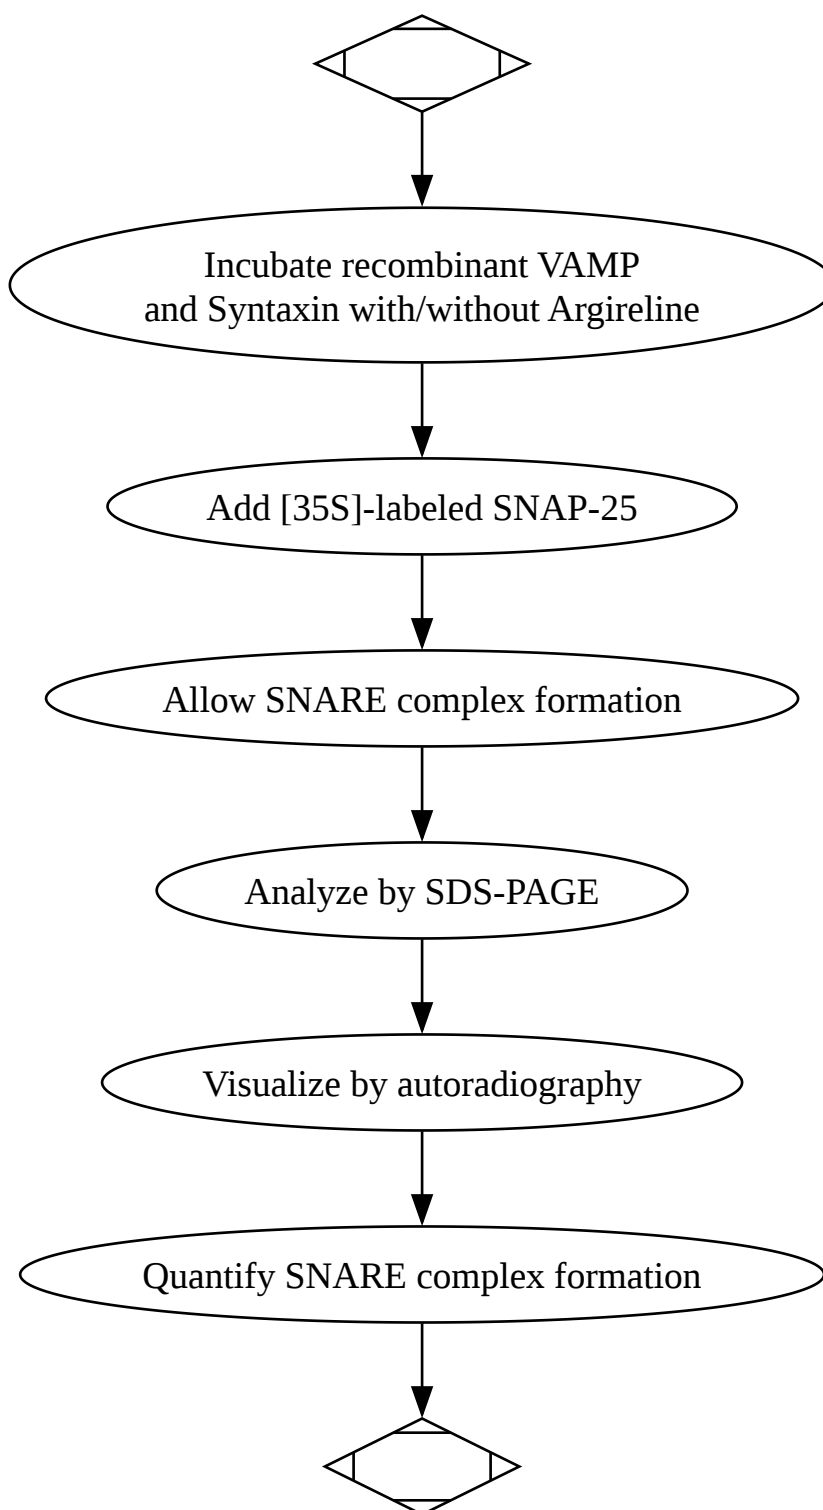 Incubate recombinant VAMP
and Syntaxin with/without Argireline
Add [35S]-labeled SNAP-25
Allow SNARE complex formation
Analyze by SDS-PAGE
Visualize by autoradiography
Quantify SNARE complex formation